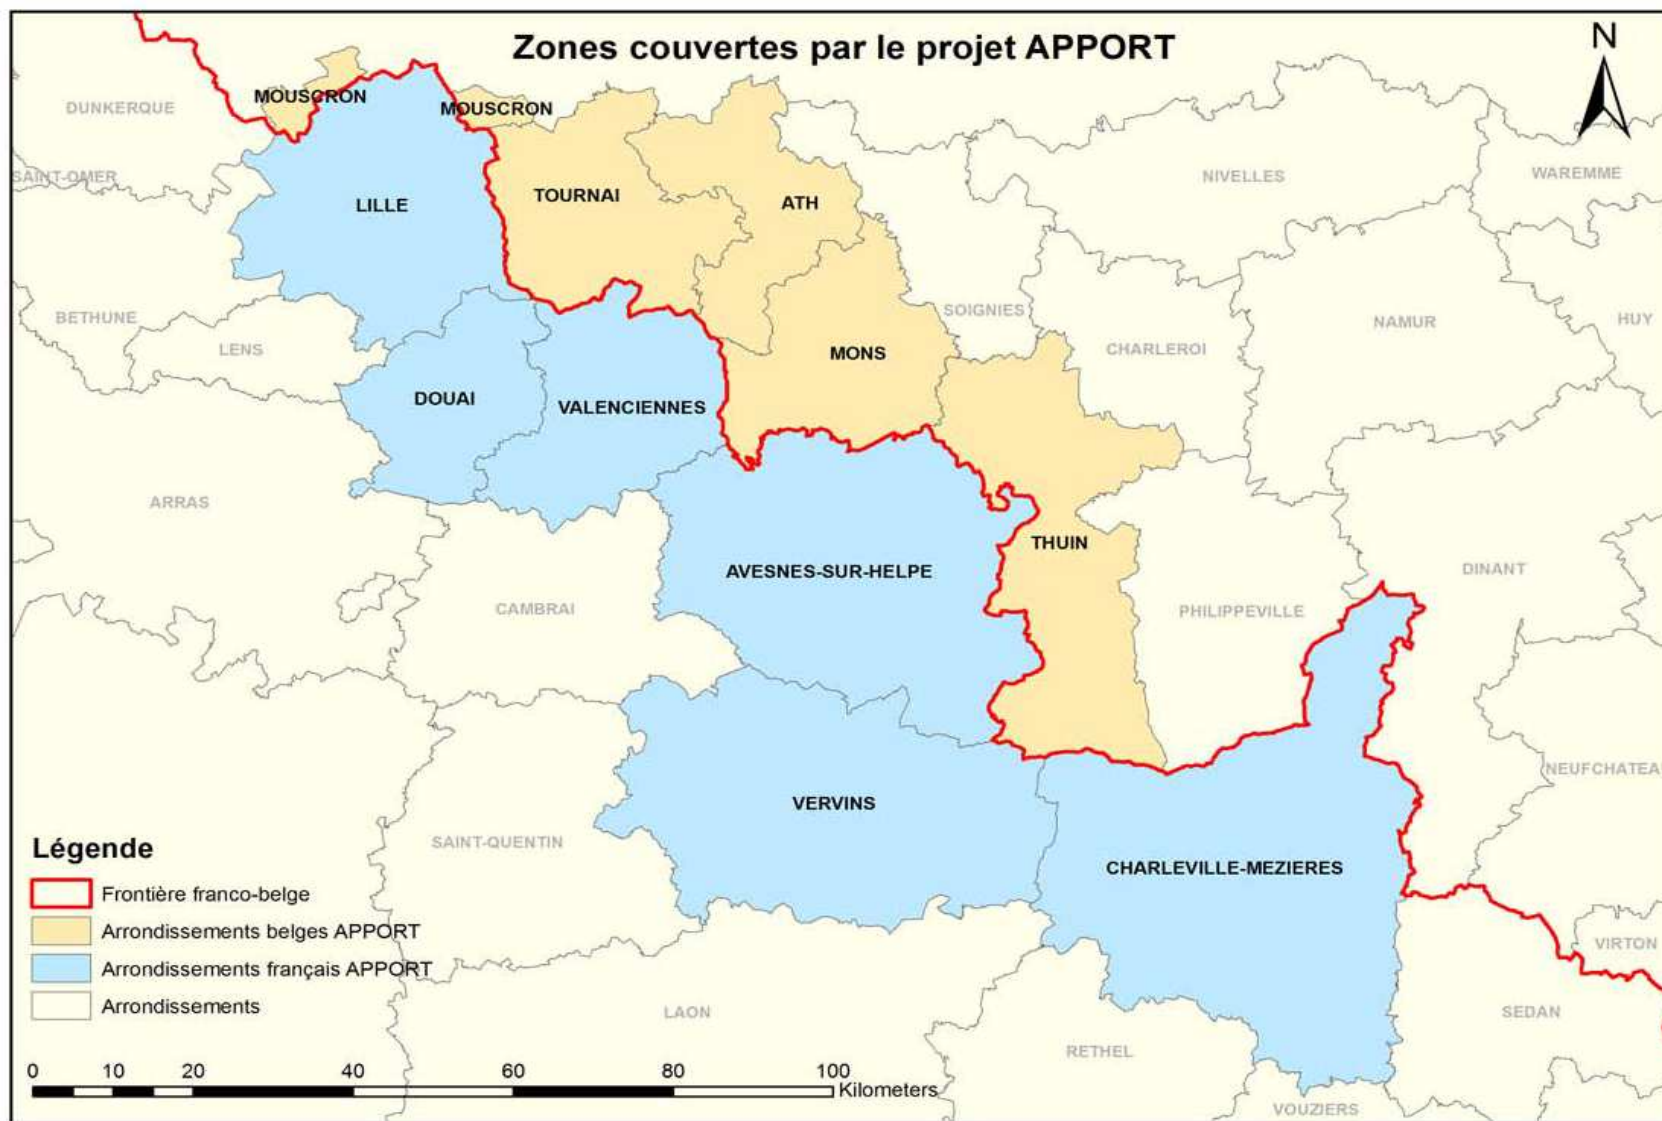 Zones couvertes par le projet APPORT
N
MOUSCRON
MOUSCRON
DUNKERQUE
SAINT-OMER
NIVELLES
WAREMME
LILLE
TOURNAI
ATH
BETHUNE
LENS
SOIGNIES
CHARLEROI
NAMUR
HUY
MONS
DOUAI
VALENCIENNES
ARRAS
AVESNES-SUR-HELPE
THUIN
DINANT
CAMBRAI
PHILIPPEVILLE
NEUFCHATEA
VERVINS
SAINT-QUENTIN
CHARLEVILLE-MEZIERES
VIRTON
LAON
SEDAN
RETHEL
VOUZIERS
Légende
Frontière franco-belge
Arrondissements belges APPORT
Arrondissements français APPORT
Arrondissements
0 10 20 40 60 80 100
Kilometers